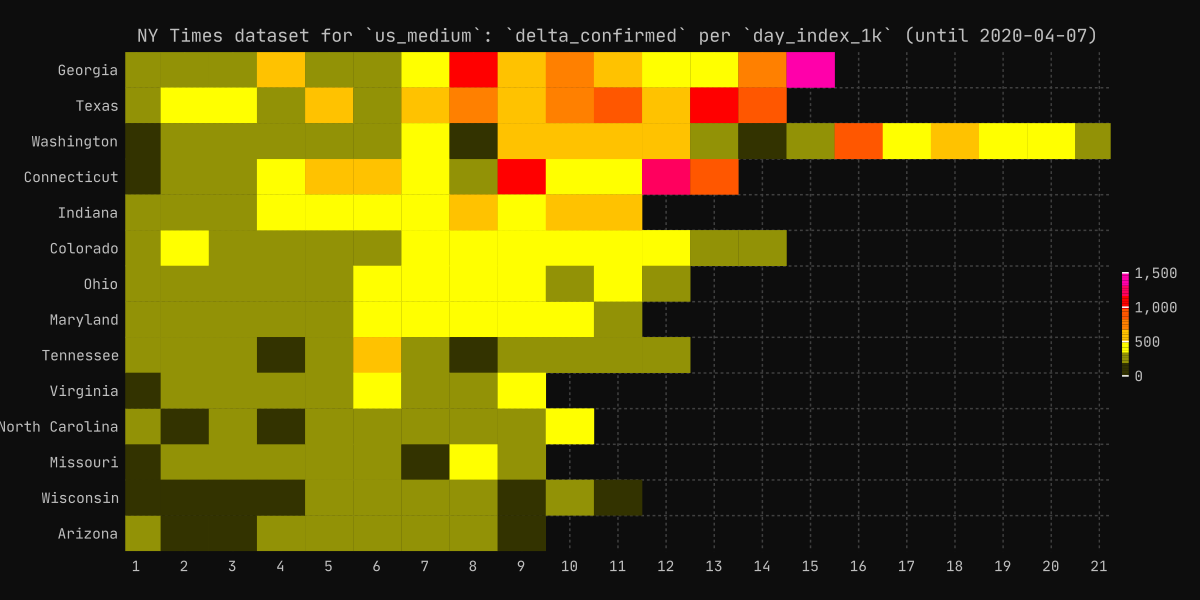 NY Times dataset for `us_medium`: `delta_confirmed` per `day_index_1k` (until 2020-04-07)
Georgia
Texas
Washington
Connecticut
Indiana
Colorado
Ohio
Maryland
Tennessee
Virginia
North Carolina
Missouri
Wisconsin
Arizona
1,500
1,000
500
0
1 2 3 4 5 6 7 8 9 10 11 12 13 14 15 16 17 18 19 20 21